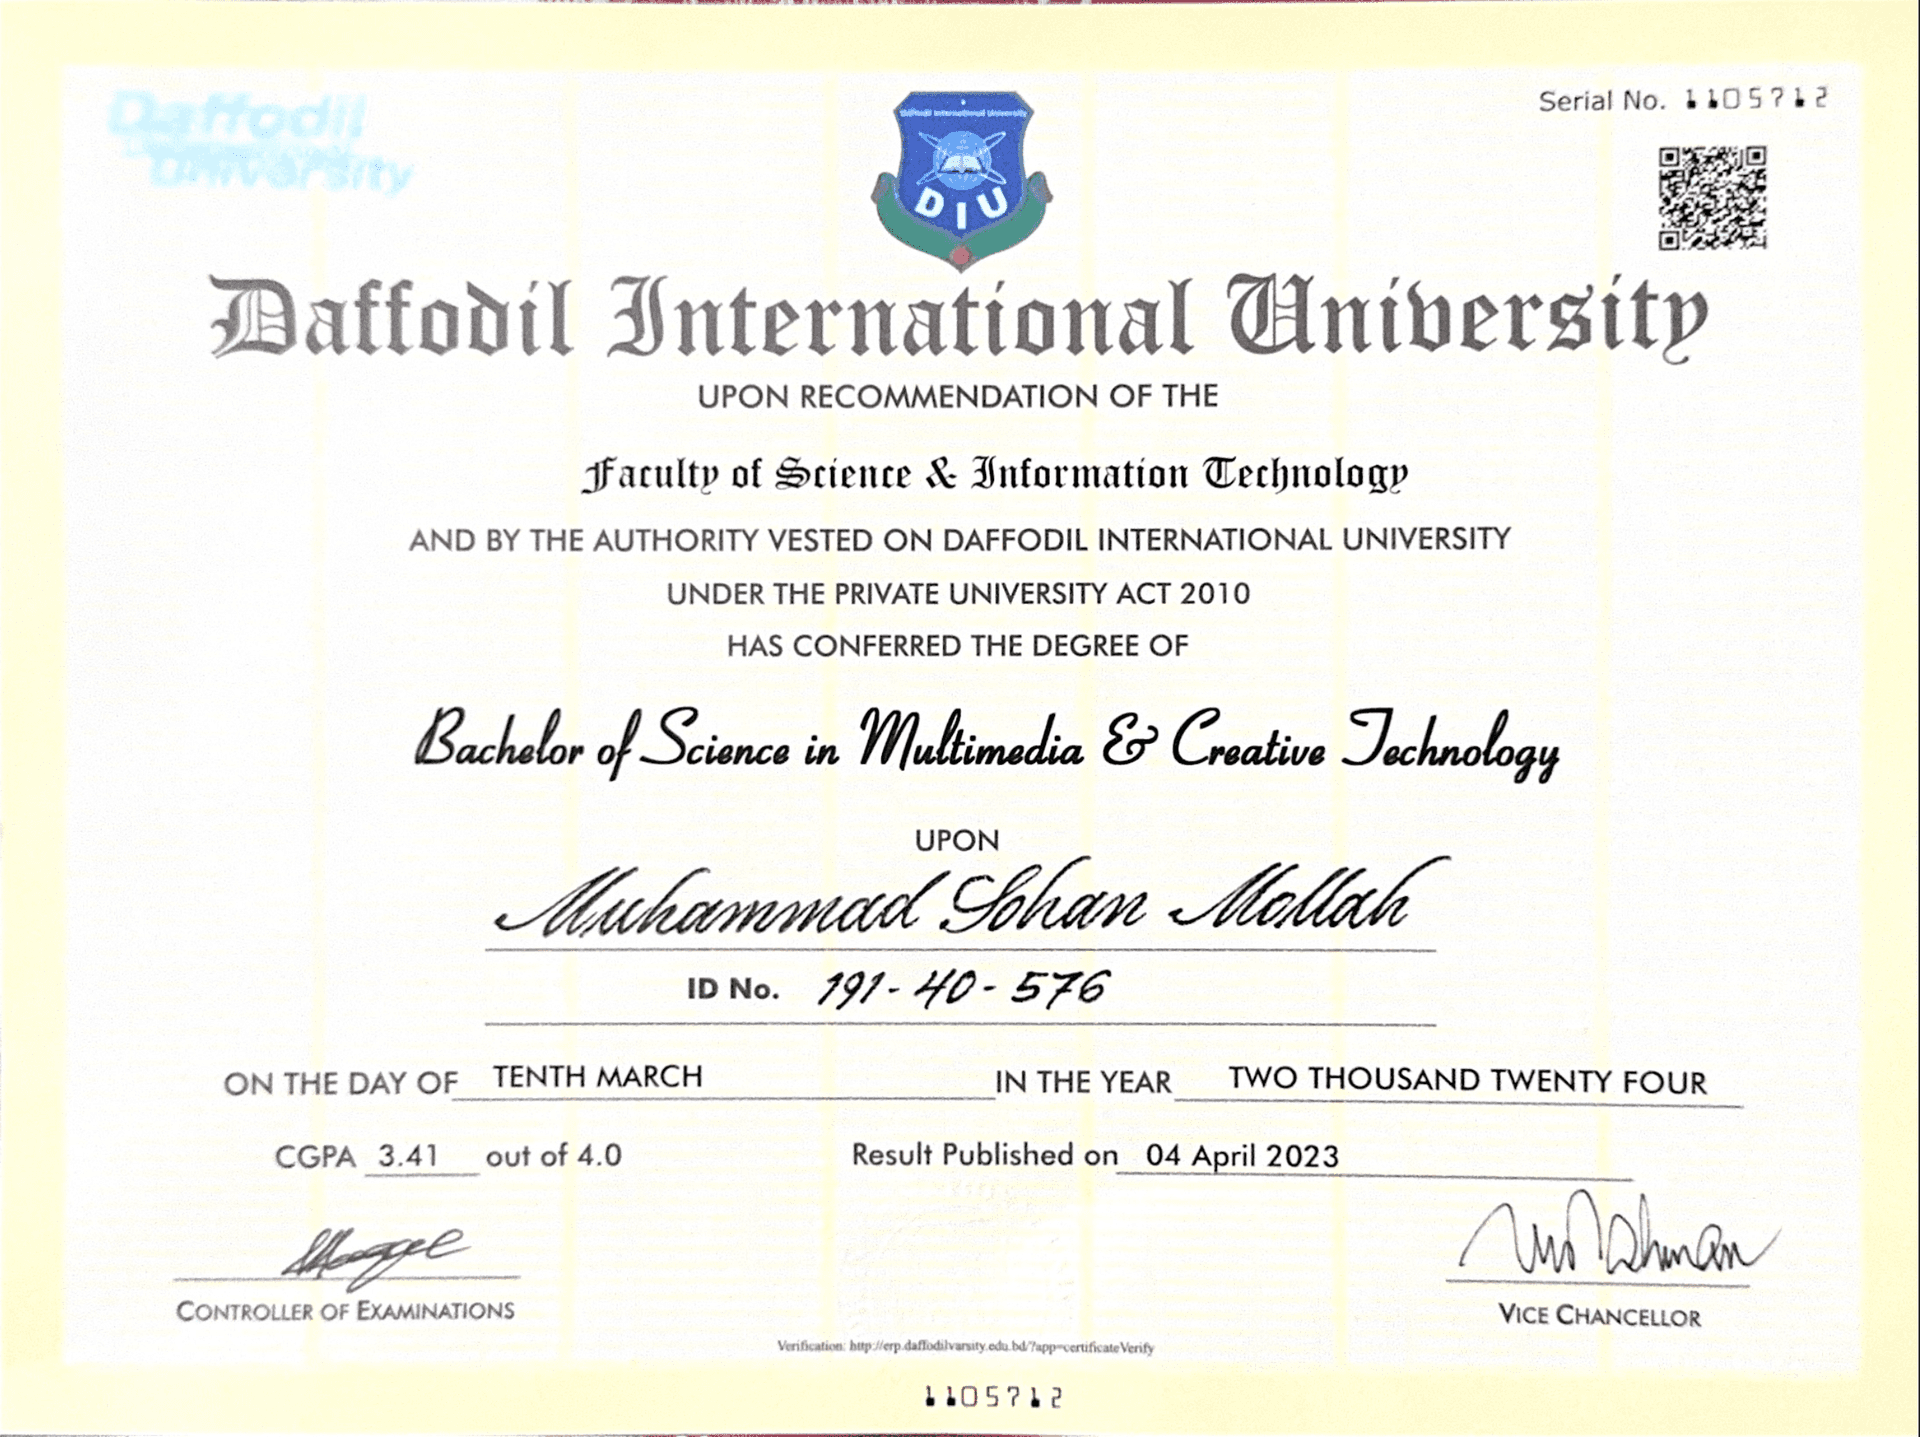 Daffodil
University
Serial No. 1105712
Daffodil International University
DIU
Daffodil International University
UPON RECOMMENDATION OF THE
Faculty of Science & Information Technology
AND BY THE AUTHORITY VESTED ON DAFFODIL INTERNATIONAL UNIVERSITY
UNDER THE PRIVATE UNIVERSITY ACT 2010
HAS CONFERRED THE DEGREE OF
Bachelor of Science in Multimedia & Creative Technology
UPON
Muhammad Sohan Mollah
ID No. 191-40-576
ON THE DAY OF TENTH MARCH IN THE YEAR TWO THOUSAND TWENTY FOUR
CGPA 3.41 out of 4.0 Result Published on 04 April 2023
CONTROLLER OF EXAMINATIONS
VICE CHANCELLOR
Verification: http://erp.daffodilvarsity.edu.bd/?app=certificateVerify
1105712